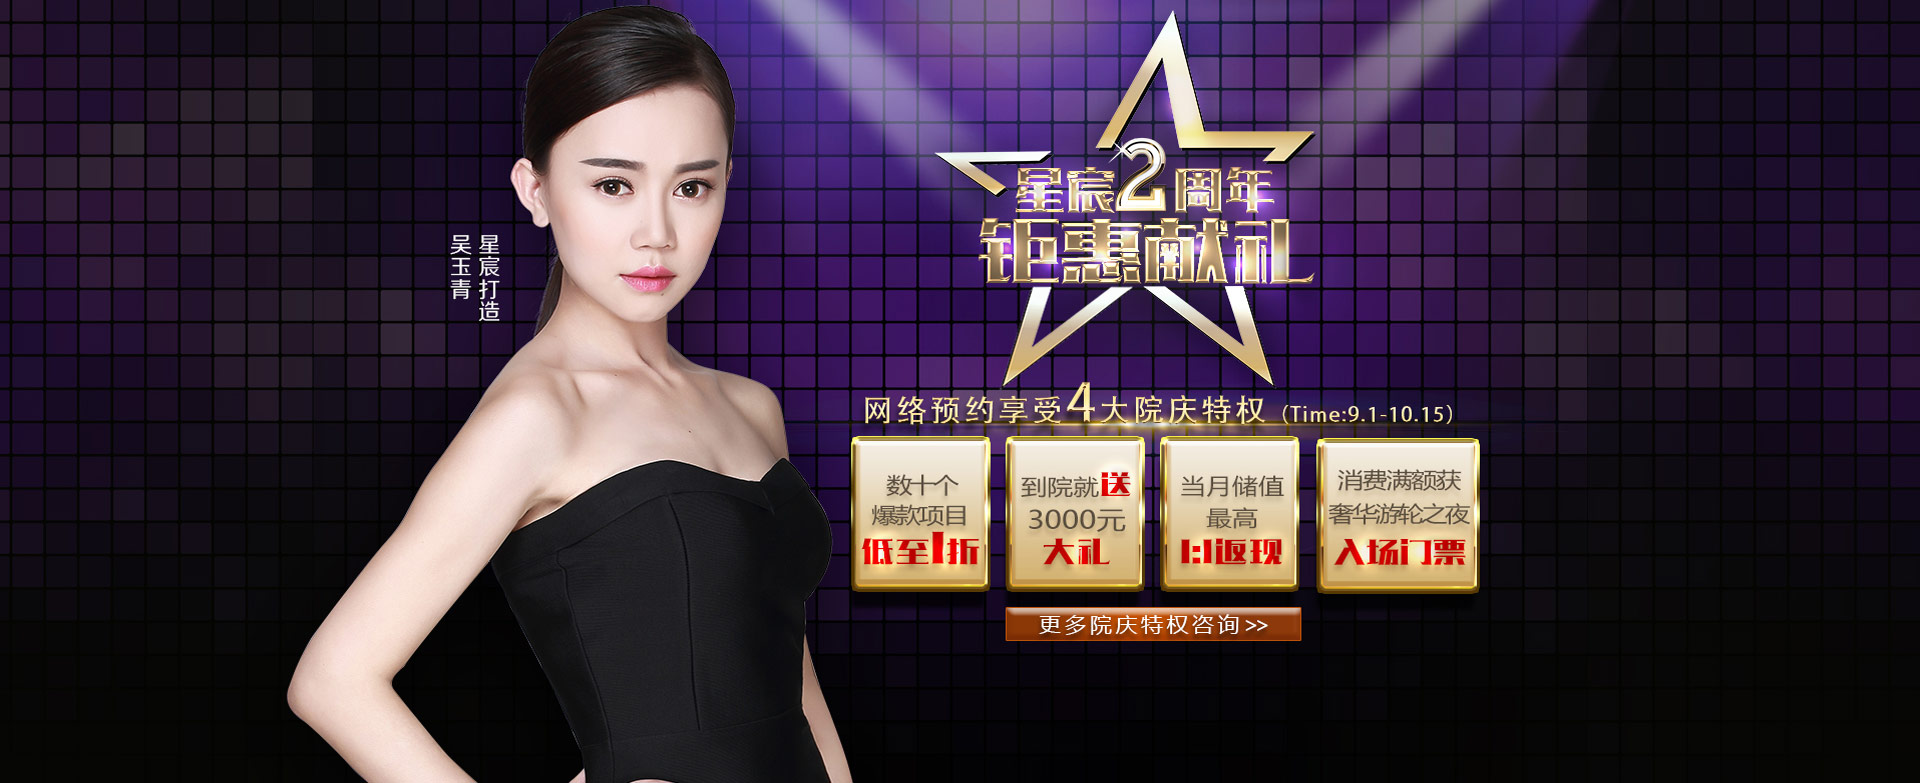 星宸打造
吴玉青
星宸2周年
钜惠献礼
网络预约享受4大院庆特权（Time:9.1-10.15）
数十个
爆款项目
低至1折
到院就送
3000元
大礼
当月储值
最高
1:1返现
消费满额获
奢华游轮之夜
入场门票
更多院庆特权咨询>>